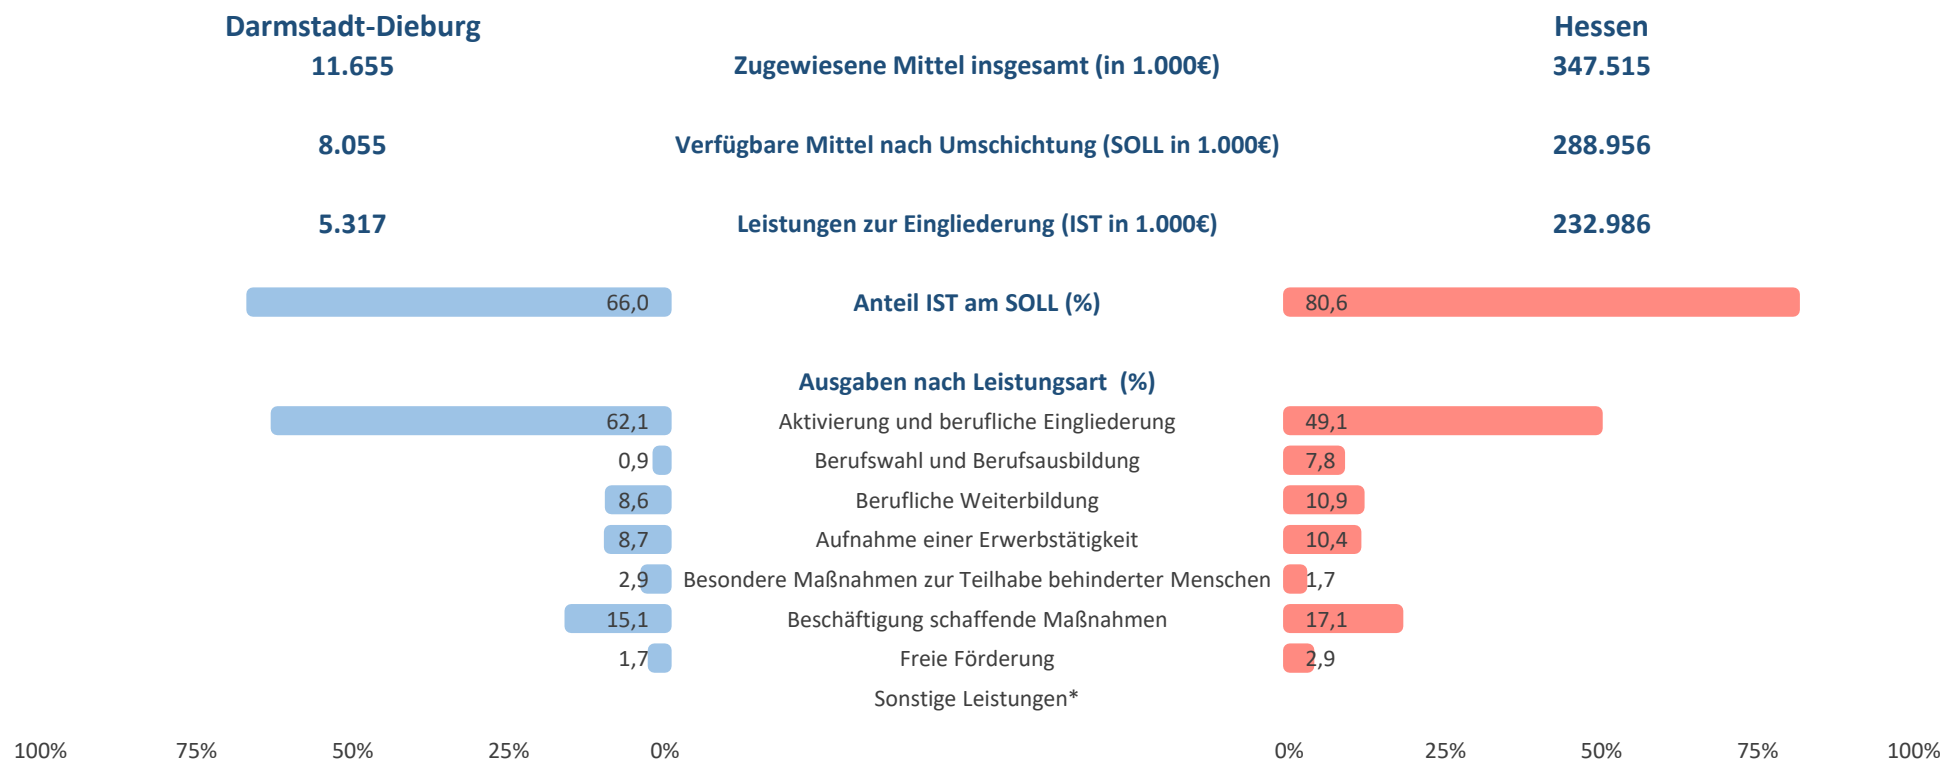 Darmstadt-Dieburg Hessen
11.655 Zugewiesene Mittel insgesamt (in 1.000€) 347.515
8.055 Verfügbare Mittel nach Umschichtung (SOLL in 1.000€) 288.956
5.317 Leistungen zur Eingliederung (IST in 1.000€) 232.986
66,0 Anteil IST am SOLL (%) 80,6
Ausgaben nach Leistungsart (%)
62,1 Aktivierung und berufliche Eingliederung 49,1
0,9 Berufswahl und Berufsausbildung 7,8
8,6 Berufliche Weiterbildung 10,9
8,7 Aufnahme einer Erwerbstätigkeit 10,4
2,9 Besondere Maßnahmen zur Teilhabe behinderter Menschen 1,7
15,1 Beschäftigung schaffende Maßnahmen 17,1
1,7 Freie Förderung 2,9
Sonstige Leistungen*
100% 75% 50% 25% 0% 0% 25% 50% 75% 100%